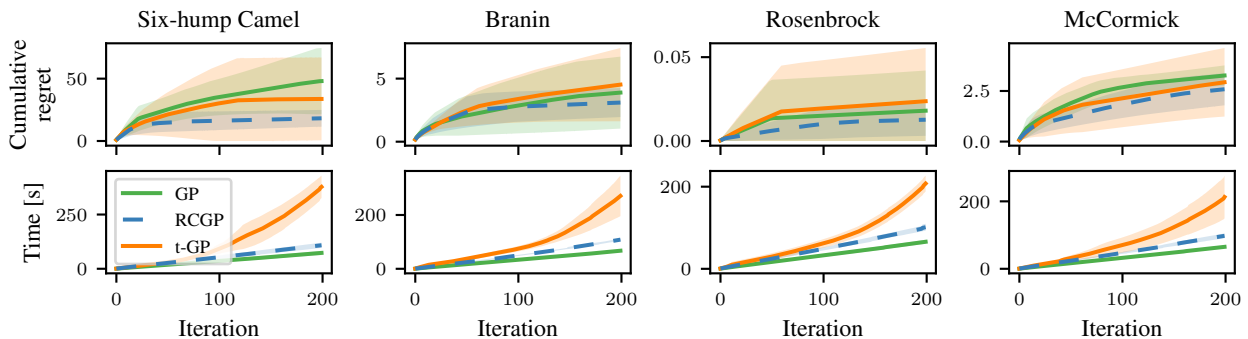 Six-hump Camel Branin Rosenbrock McCormick
Cumulative
regret
50
0
5
0
0.05
0.00
2.5
0.0
Time [s]
250
0
200
0
200
0
200
0
GP
RCGP
t-GP
0 100 200 0 100 200 0 100 200 0 100 200
Iteration Iteration Iteration Iteration